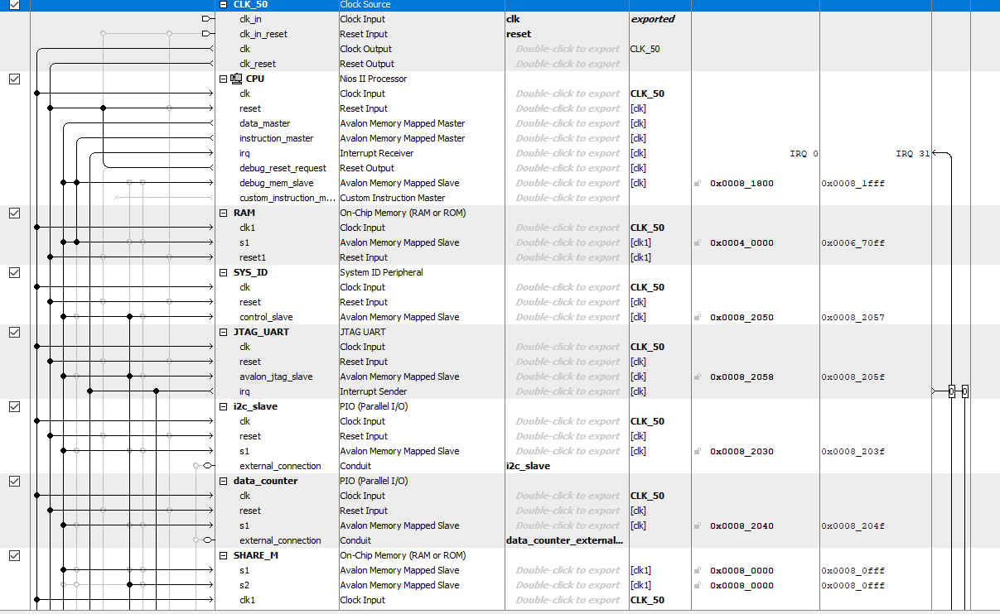 CLK_50 Clock Source
clk_in Clock Input clk exported
clk_in_reset Reset Input reset
clk Clock Output Double-click to export CLK_50
clk_reset Reset Output Double-click to export
CPU Nios II Processor
clk Clock Input Double-click to export CLK_50
reset Reset Input Double-click to export [clk]
data_master Avalon Memory Mapped Master Double-click to export [clk]
instruction_master Avalon Memory Mapped Master Double-click to export [clk]
irq Interrupt Receiver Double-click to export [clk] IRQ 0 IRQ 31
debug_reset_request Reset Output Double-click to export [clk]
debug_mem_slave Avalon Memory Mapped Slave Double-click to export [clk] 0x0008_1800 0x0008_1fff
custom_instruction_m... Custom Instruction Master Double-click to export
RAM On-Chip Memory (RAM or ROM)
clk1 Clock Input Double-click to export CLK_50
s1 Avalon Memory Mapped Slave Double-click to export [clk1] 0x0004_0000 0x0006_70ff
reset1 Reset Input Double-click to export [clk1]
SYS_ID System ID Peripheral
clk Clock Input Double-click to export CLK_50
reset Reset Input Double-click to export [clk]
control_slave Avalon Memory Mapped Slave Double-click to export [clk] 0x0008_2050 0x0008_2057
JTAG_UART JTAG UART
clk Clock Input Double-click to export CLK_50
reset Reset Input Double-click to export [clk]
avalon_jtag_slave Avalon Memory Mapped Slave Double-click to export [clk] 0x0008_2058 0x0008_205f
irq Interrupt Sender Double-click to export [clk] 0 0
i2c_slave PIO (Parallel I/O)
clk Clock Input Double-click to export CLK_50
reset Reset Input Double-click to export [clk]
s1 Avalon Memory Mapped Slave Double-click to export [clk] 0x0008_2030 0x0008_203f
external_connection Conduit i2c_slave
data_counter PIO (Parallel I/O)
clk Clock Input Double-click to export CLK_50
reset Reset Input Double-click to export [clk]
s1 Avalon Memory Mapped Slave Double-click to export [clk] 0x0008_2040 0x0008_204f
external_connection Conduit data_counter_external...
SHARE_M On-Chip Memory (RAM or ROM)
s1 Avalon Memory Mapped Slave Double-click to export [clk1] 0x0008_0000 0x0008_0fff
s2 Avalon Memory Mapped Slave Double-click to export [clk1] 0x0008_0000 0x0008_0fff
clk1 Clock Input Double-click to export CLK_50